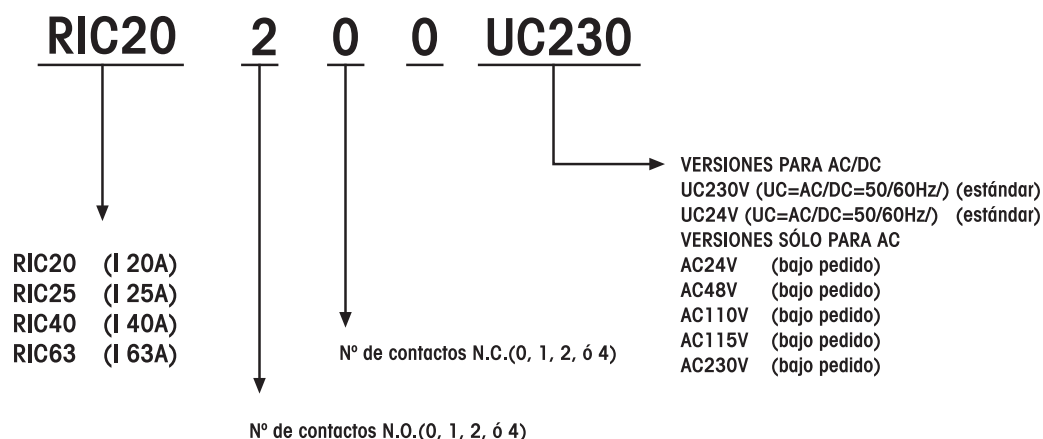 RIC20 2 0 0 UC230
VERSIONES PARA AC/DC
UC230V (UC=AC/DC=50/60Hz/) (estándar)
UC24V (UC=AC/DC=50/60Hz/) (estándar)
VERSIONES SÓLO PARA AC
AC24V (bajo pedido)
AC48V (bajo pedido)
AC110V (bajo pedido)
AC115V (bajo pedido)
AC230V (bajo pedido)
RIC20 (I 20A)
RIC25 (I 25A)
RIC40 (I 40A)
RIC63 (I 63A)
Nº de contactos N.C.(0, 1, 2, ó 4)
Nº de contactos N.O.(0, 1, 2, ó 4)